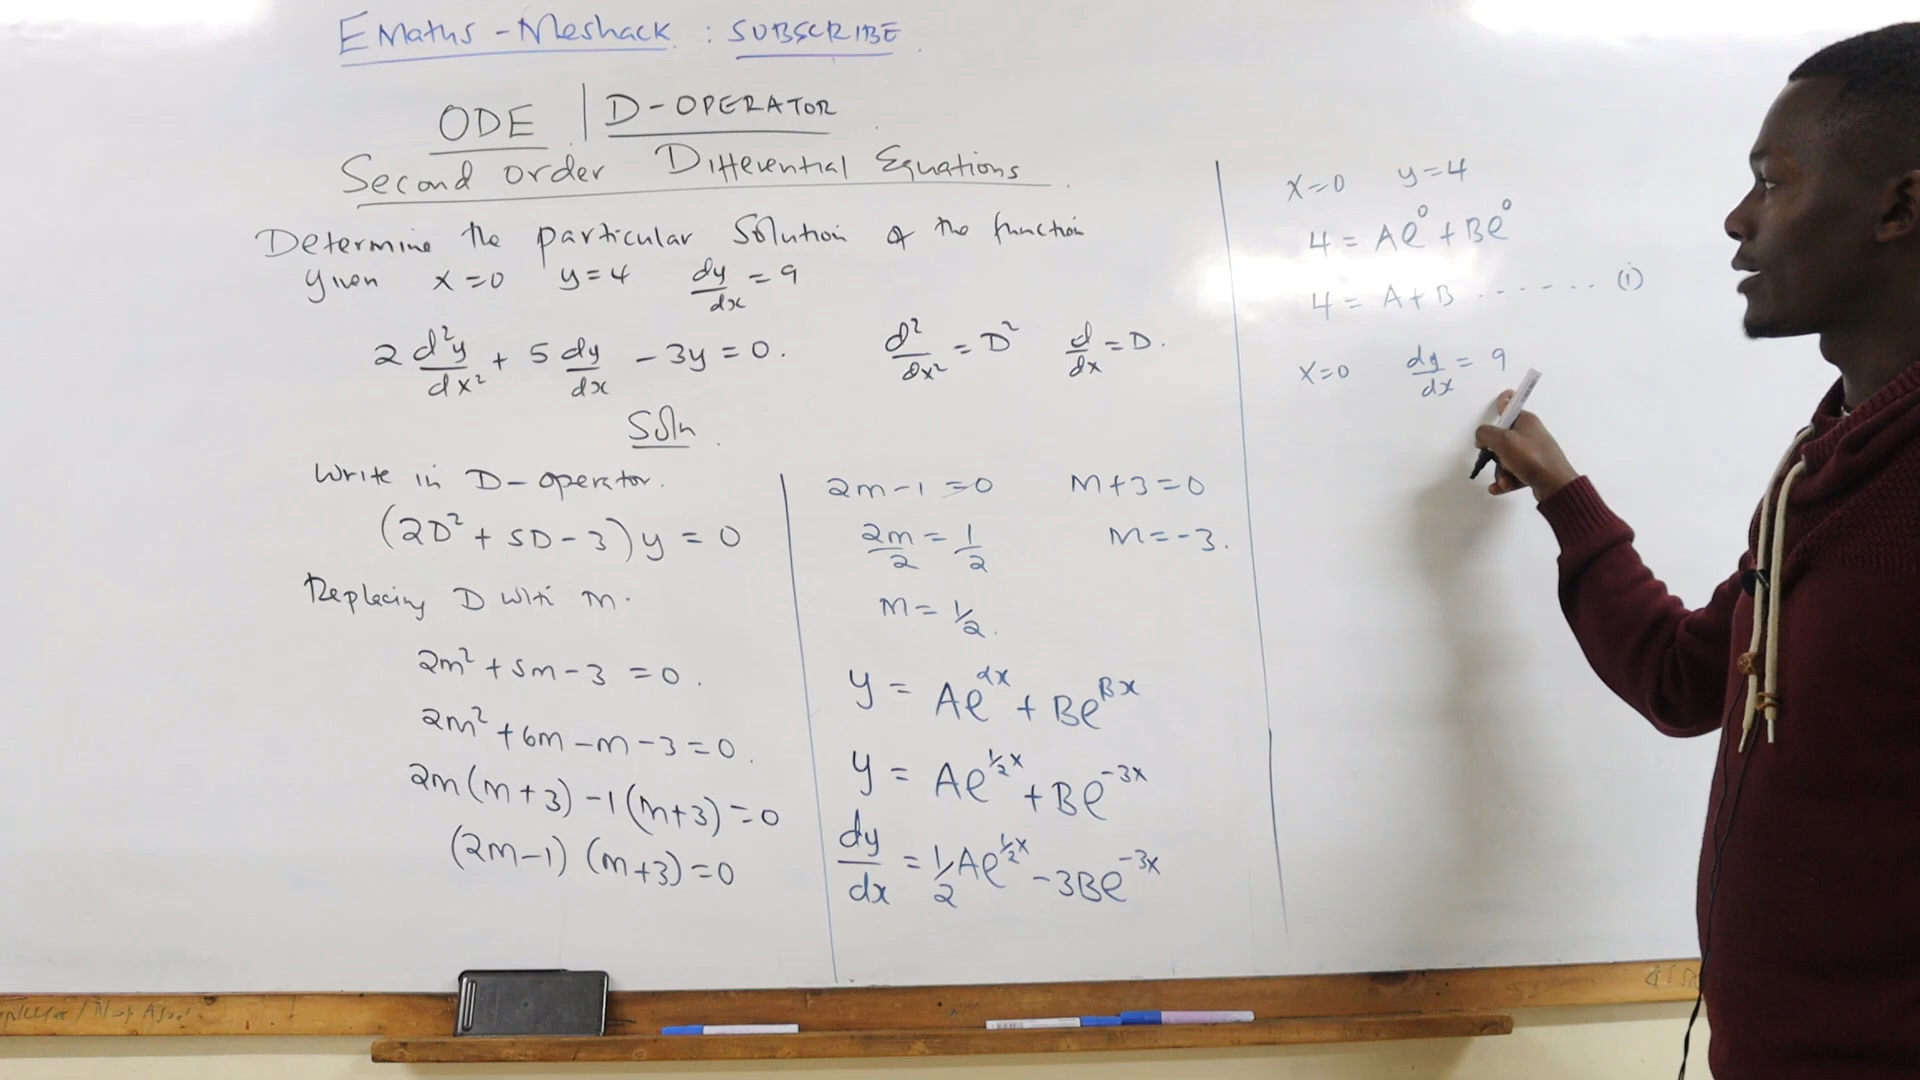 EMaths - Meshack : SUBSCRIBE
ODE | D-OPERATOR
Second order Differential Equations
Determine the particular Solution of the function
given x=0 y=4 dy/dx = 9
2 d²y/dx² + 5 dy/dx - 3y = 0. d²/dx² = D² d/dx = D.
Soln
Write in D-operator.
(2D² + 5D - 3)y = 0
Replacing D with m.
2m² + 5m - 3 = 0.
2m² + 6m - m - 3 = 0.
2m(m+3) - 1(m+3) = 0
(2m-1) (m+3) = 0
2m - 1 = 0 m+3 = 0
2m/2 = 1/2 m = -3.
m = 1/2.
y = Ae^αx + Be^βx
y = Ae^½x + Be^-3x
dy/dx = ½Ae^½x - 3Be^-3x
x=0 y=4
4 = Ae⁰ + Be⁰
4 = A+B ....... (i)
x=0 dy/dx = 9